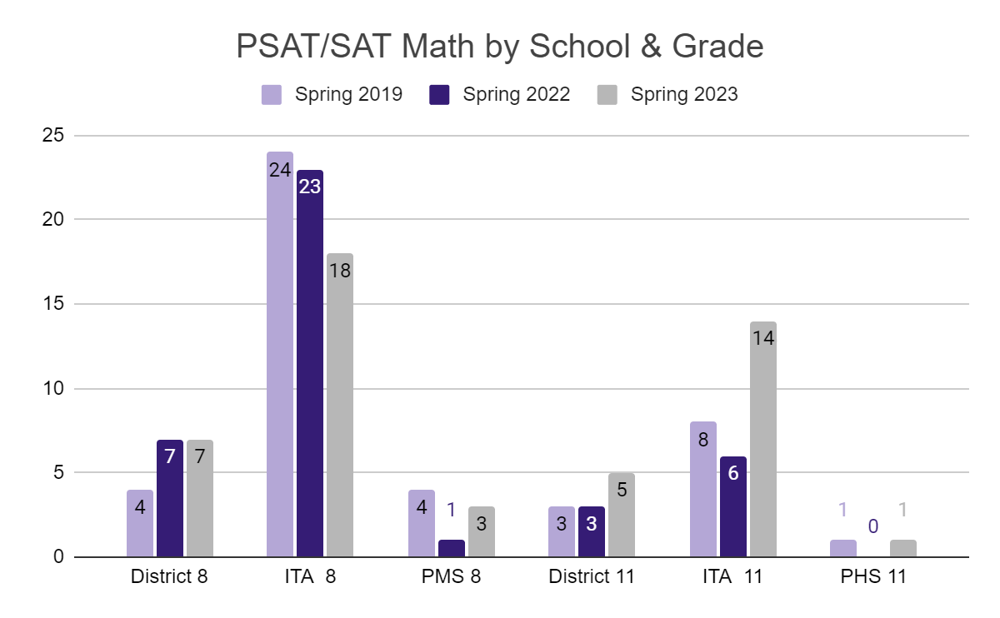 PSAT/SAT Math by School & Grade
Spring 2019 Spring 2022 Spring 2023
25
20
15
10
5
0
4 7 7
24 23 18
4 1 3
3 3 5
8 6 14
1 0 1
District 8 ITA 8 PMS 8 District 11 ITA 11 PHS 11